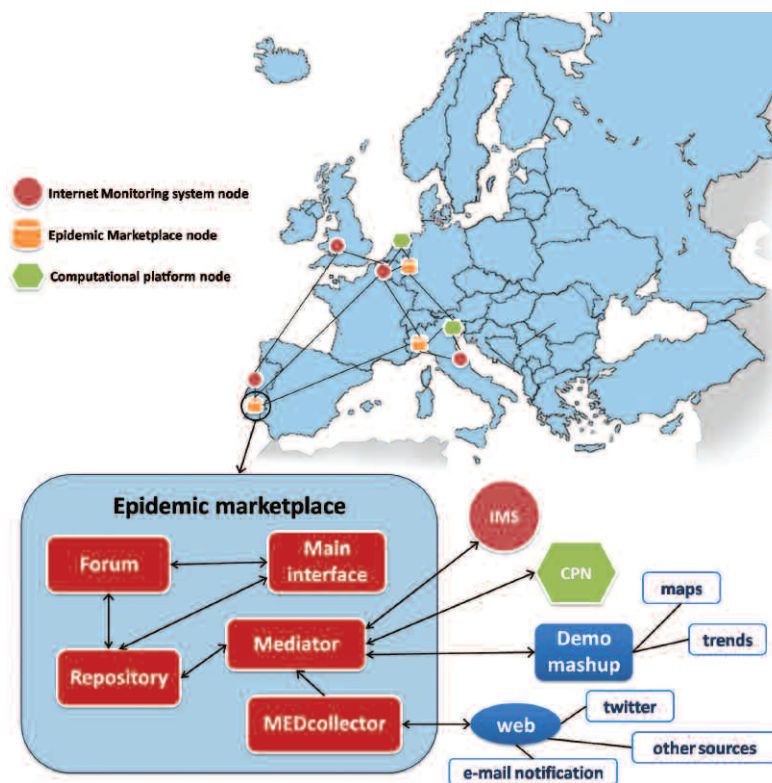 Internet Monitoring system node
Epidemic Marketplace node
Computational platform node
Epidemic marketplace
Forum
Main
interface
Repository
Mediator
MEDcollector
IMS
CPN
Demo
mashup
maps
trends
web
twitter
other sources
e-mail notification